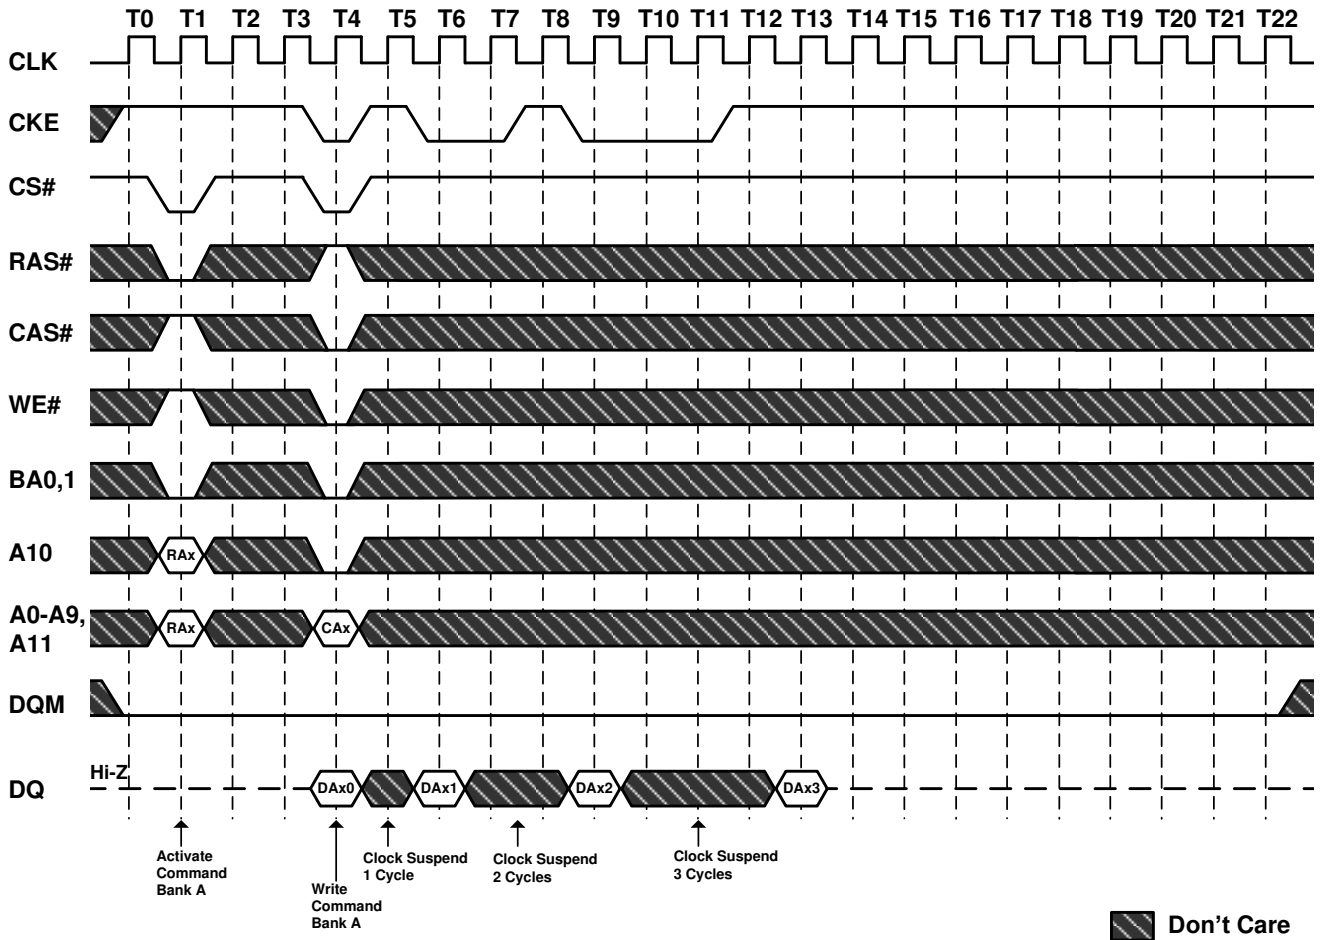 T0 T1 T2 T3 T4 T5 T6 T7 T8 T9 T10 T11 T12 T13 T14 T15 T16 T17 T18 T19 T20 T21 T22
CLK
CKE
CS#
RAS#
CAS#
WE#
BA0,1
A10
RAx
A0-A9,
A11
RAx
CAx
DQM
Hi-Z
DQ
DAx0
DAx1
DAx2
DAx3
Activate
Command
Bank A
Write
Command
Bank A
Clock Suspend
1 Cycle
Clock Suspend
2 Cycles
Clock Suspend
3 Cycles
Don't Care